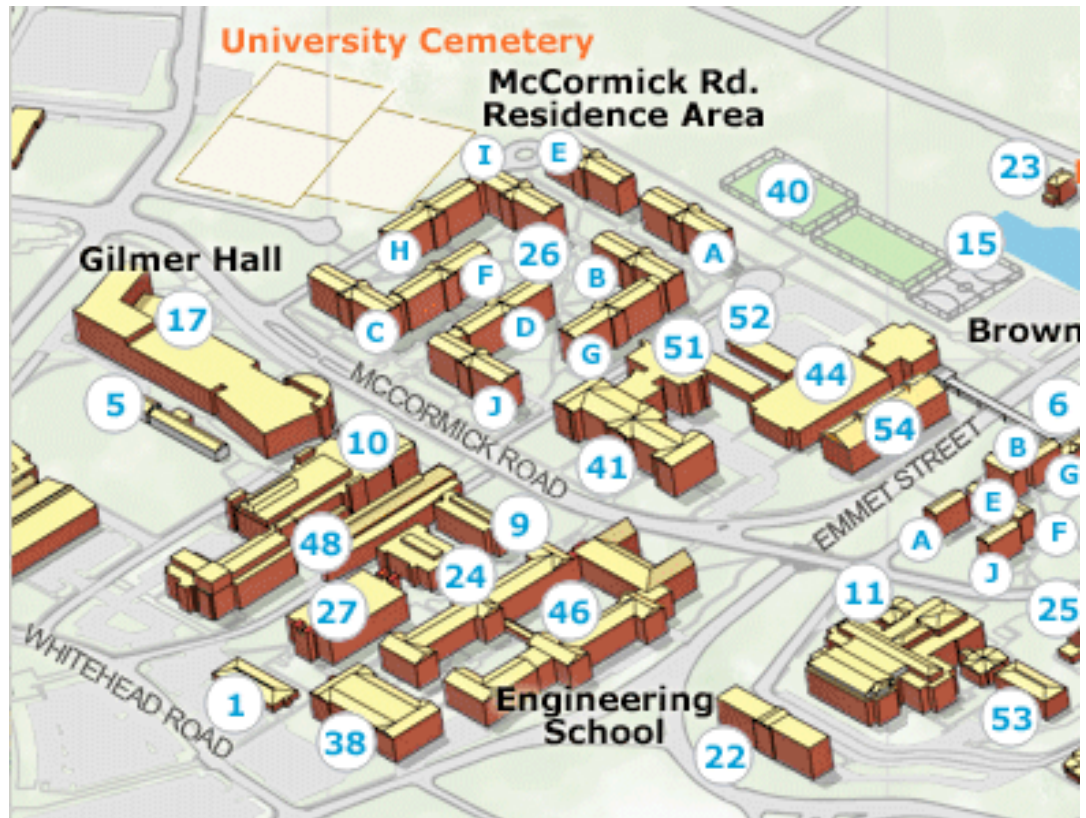 University Cemetery
McCormick Rd.
Residence Area
I
E
23
40
H
26
A
15
Gilmer Hall
F
B
17
C
D
52
Brown
G
51
44
MCCORMICK ROAD
5
J
6
10
41
54
EMMET STREET
B
G
9
E
48
A
F
24
J
27
46
11
25
WHITEHEAD ROAD
1
Engineering
School
38
22
53